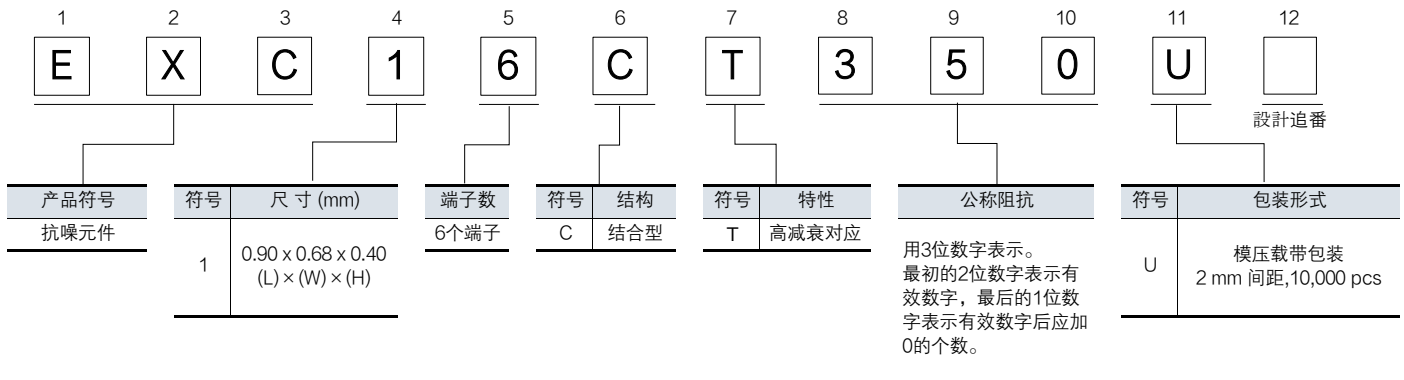 1 2 3 4 5 6 7 8 9 10 11 12
E X C 1 6 C T 3 5 0 U
設計追番
产品符号
抗噪元件
符号 尺 寸 (mm)
1 0.90 x 0.68 x 0.40
(L) × (W) × (H)
端子数
6个端子
符号 结构
C 结合型
符号 特性
T 高减衰对应
公称阻抗
用3位数字表示。
最初的2位数字表示有
效数字，最后的1位数
字表示有效数字后应加
0的个数。
符号 包装形式
U 模压载带包装
2 mm 间距,10,000 pcs